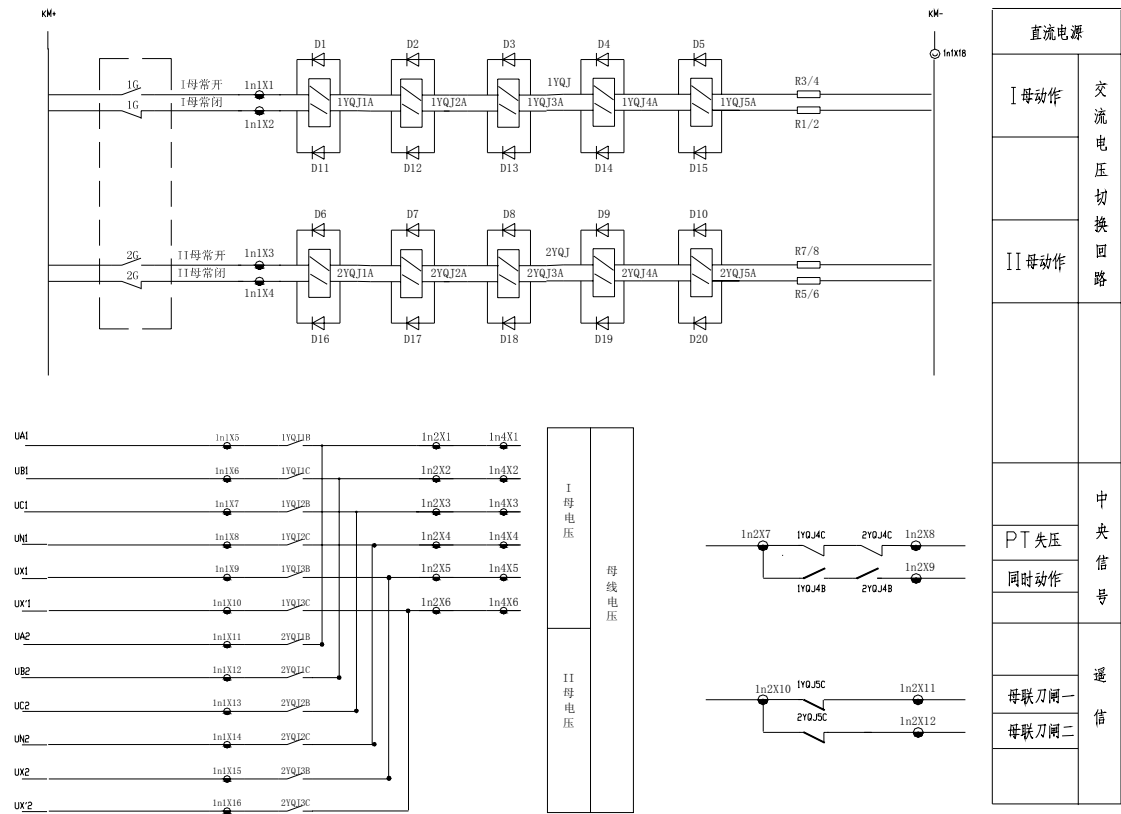 KM+
KM-
直流电源
1n1X18
D1
D2
D3
D4
D5
1G
I母常开
1n1X1
1YQJ
R3/4
1G
I母常闭
1YQJ1A
1YQJ2A
1YQJ3A
1YQJ4A
1YQJ5A
1n1X2
R1/2
I母动作
D11
D12
D13
D14
D15
交流电压切换回路
D6
D7
D8
D9
D10
2G
II母常开
1n1X3
2YQJ
R7/8
2G
II母常闭
2YQJ1A
2YQJ2A
2YQJ3A
2YQJ4A
2YQJ5A
1n1X4
R5/6
II母动作
D16
D17
D18
D19
D20
UA1
1n1X5
1YQJ1B
1n2X1
1n4X1
UB1
1n1X6
1YQJ1C
1n2X2
1n4X2
UC1
1n1X7
1YQJ2B
1n2X3
1n4X3
UN1
1n1X8
1YQJ2C
1n2X4
1n4X4
UX1
1n1X9
1YQJ3B
1n2X5
1n4X5
UX'1
1n1X10
1YQJ3C
1n2X6
1n4X6
UA2
1n1X11
2YQJ1B
UB2
1n1X12
2YQJ1C
UC2
1n1X13
2YQJ2B
UN2
1n1X14
2YQJ2C
UX2
1n1X15
2YQJ3B
UX'2
1n1X16
2YQJ3C
I母电压
II母电压
母线电压
1n2X7
1YQJ4C
2YQJ4C
1n2X8
1YQJ4B
2YQJ4B
1n2X9
PT失压
同时动作
中央信号
1n2X10
1YQJ5C
1n2X11
2YQJ5C
1n2X12
母联刀闸一
母联刀闸二
遥信